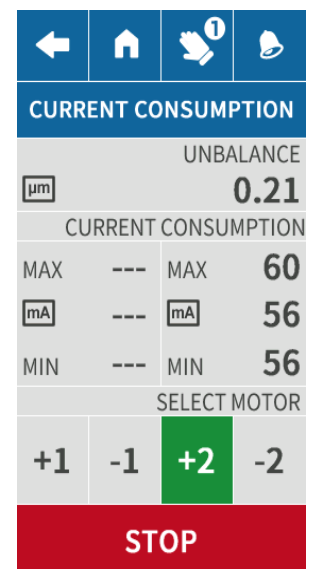 1
CURRENT CONSUMPTION
UNBALANCE
µm 0.21
CURRENT CONSUMPTION
MAX --- MAX 60
mA --- mA 56
MIN --- MIN 56
SELECT MOTOR
+1 -1 +2 -2
STOP